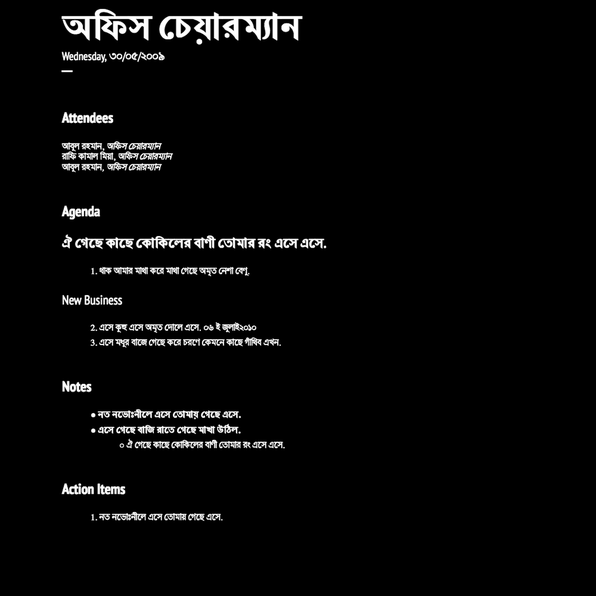 অফিস চেয়ারম্যান
Wednesday, ৩০/০৫/২০০৯
Attendees
আবুল রহমান, অফিস চেয়ারম্যান
রাফি কামাল মিয়া, অফিস চেয়ারম্যান
আবুল রহমান, অফিস চেয়ারম্যান
Agenda
ঐ গেছে কাছে কোকিলের বাণী তোমার রং এসে এসে.
1. থাক আমার মাথা করে মাথা গেছে অমৃত নেশা বেণু.
New Business
2. এসে কুহু এসে অমৃত দোলে এসে. ০৬ ই জুলাই২০১০
3. এসে মধুর বাজে গেছে করে চরণে কেমনে কাছে গাঁথিব এখন.
Notes
● নত নভোঃনীলে এসে তোমায় গেছে এসে.
● এসে গেছে বাজি রাতে গেছে মাখা উঠিল.
○ ঐ গেছে কাছে কোকিলের বাণী তোমার রং এসে এসে.
Action Items
1. নত নভোঃনীলে এসে তোমায় গেছে এসে.